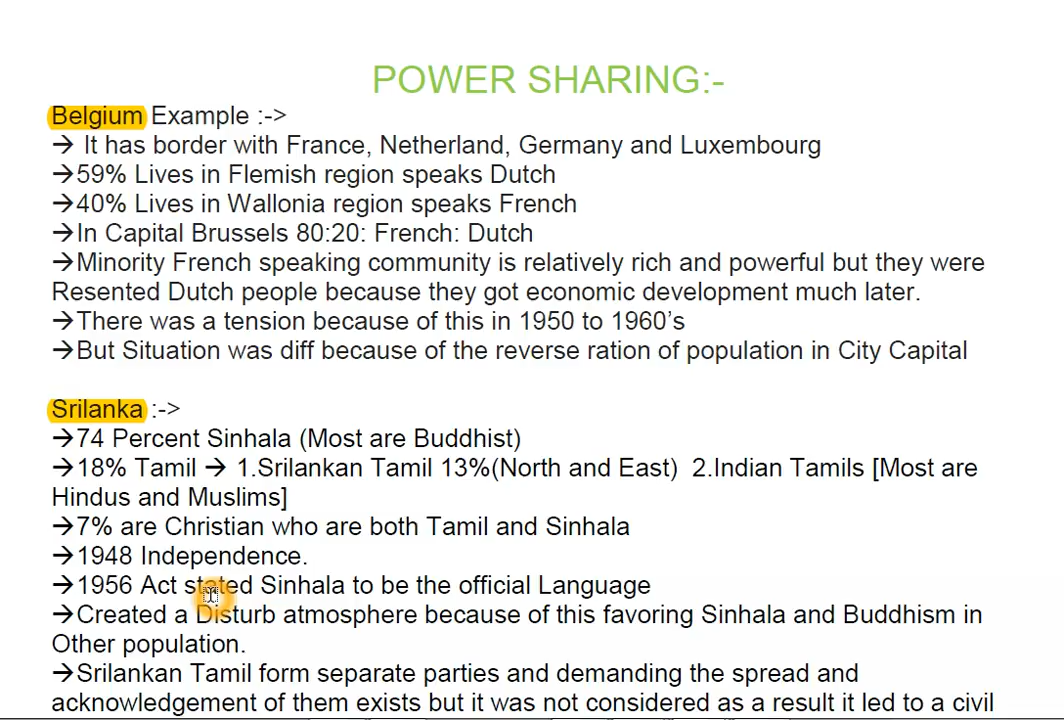 POWER SHARING:-
Belgium Example :->
→ It has border with France, Netherland, Germany and Luxembourg
→59% Lives in Flemish region speaks Dutch
→40% Lives in Wallonia region speaks French
→In Capital Brussels 80:20: French: Dutch
→Minority French speaking community is relatively rich and powerful but they were
Resented Dutch people because they got economic development much later.
→There was a tension because of this in 1950 to 1960’s
→But Situation was diff because of the reverse ration of population in City Capital
Srilanka :->
→74 Percent Sinhala (Most are Buddhist)
→18% Tamil → 1.Srilankan Tamil 13%(North and East)  2.Indian Tamils [Most are
Hindus and Muslims]
→7% are Christian who are both Tamil and Sinhala
→1948 Independence.
→1956 Act stated Sinhala to be the official Language
→Created a Disturb atmosphere because of this favoring Sinhala and Buddhism in
Other population.
→Srilankan Tamil form separate parties and demanding the spread and
acknowledgement of them exists but it was not considered as a result it led to a civil